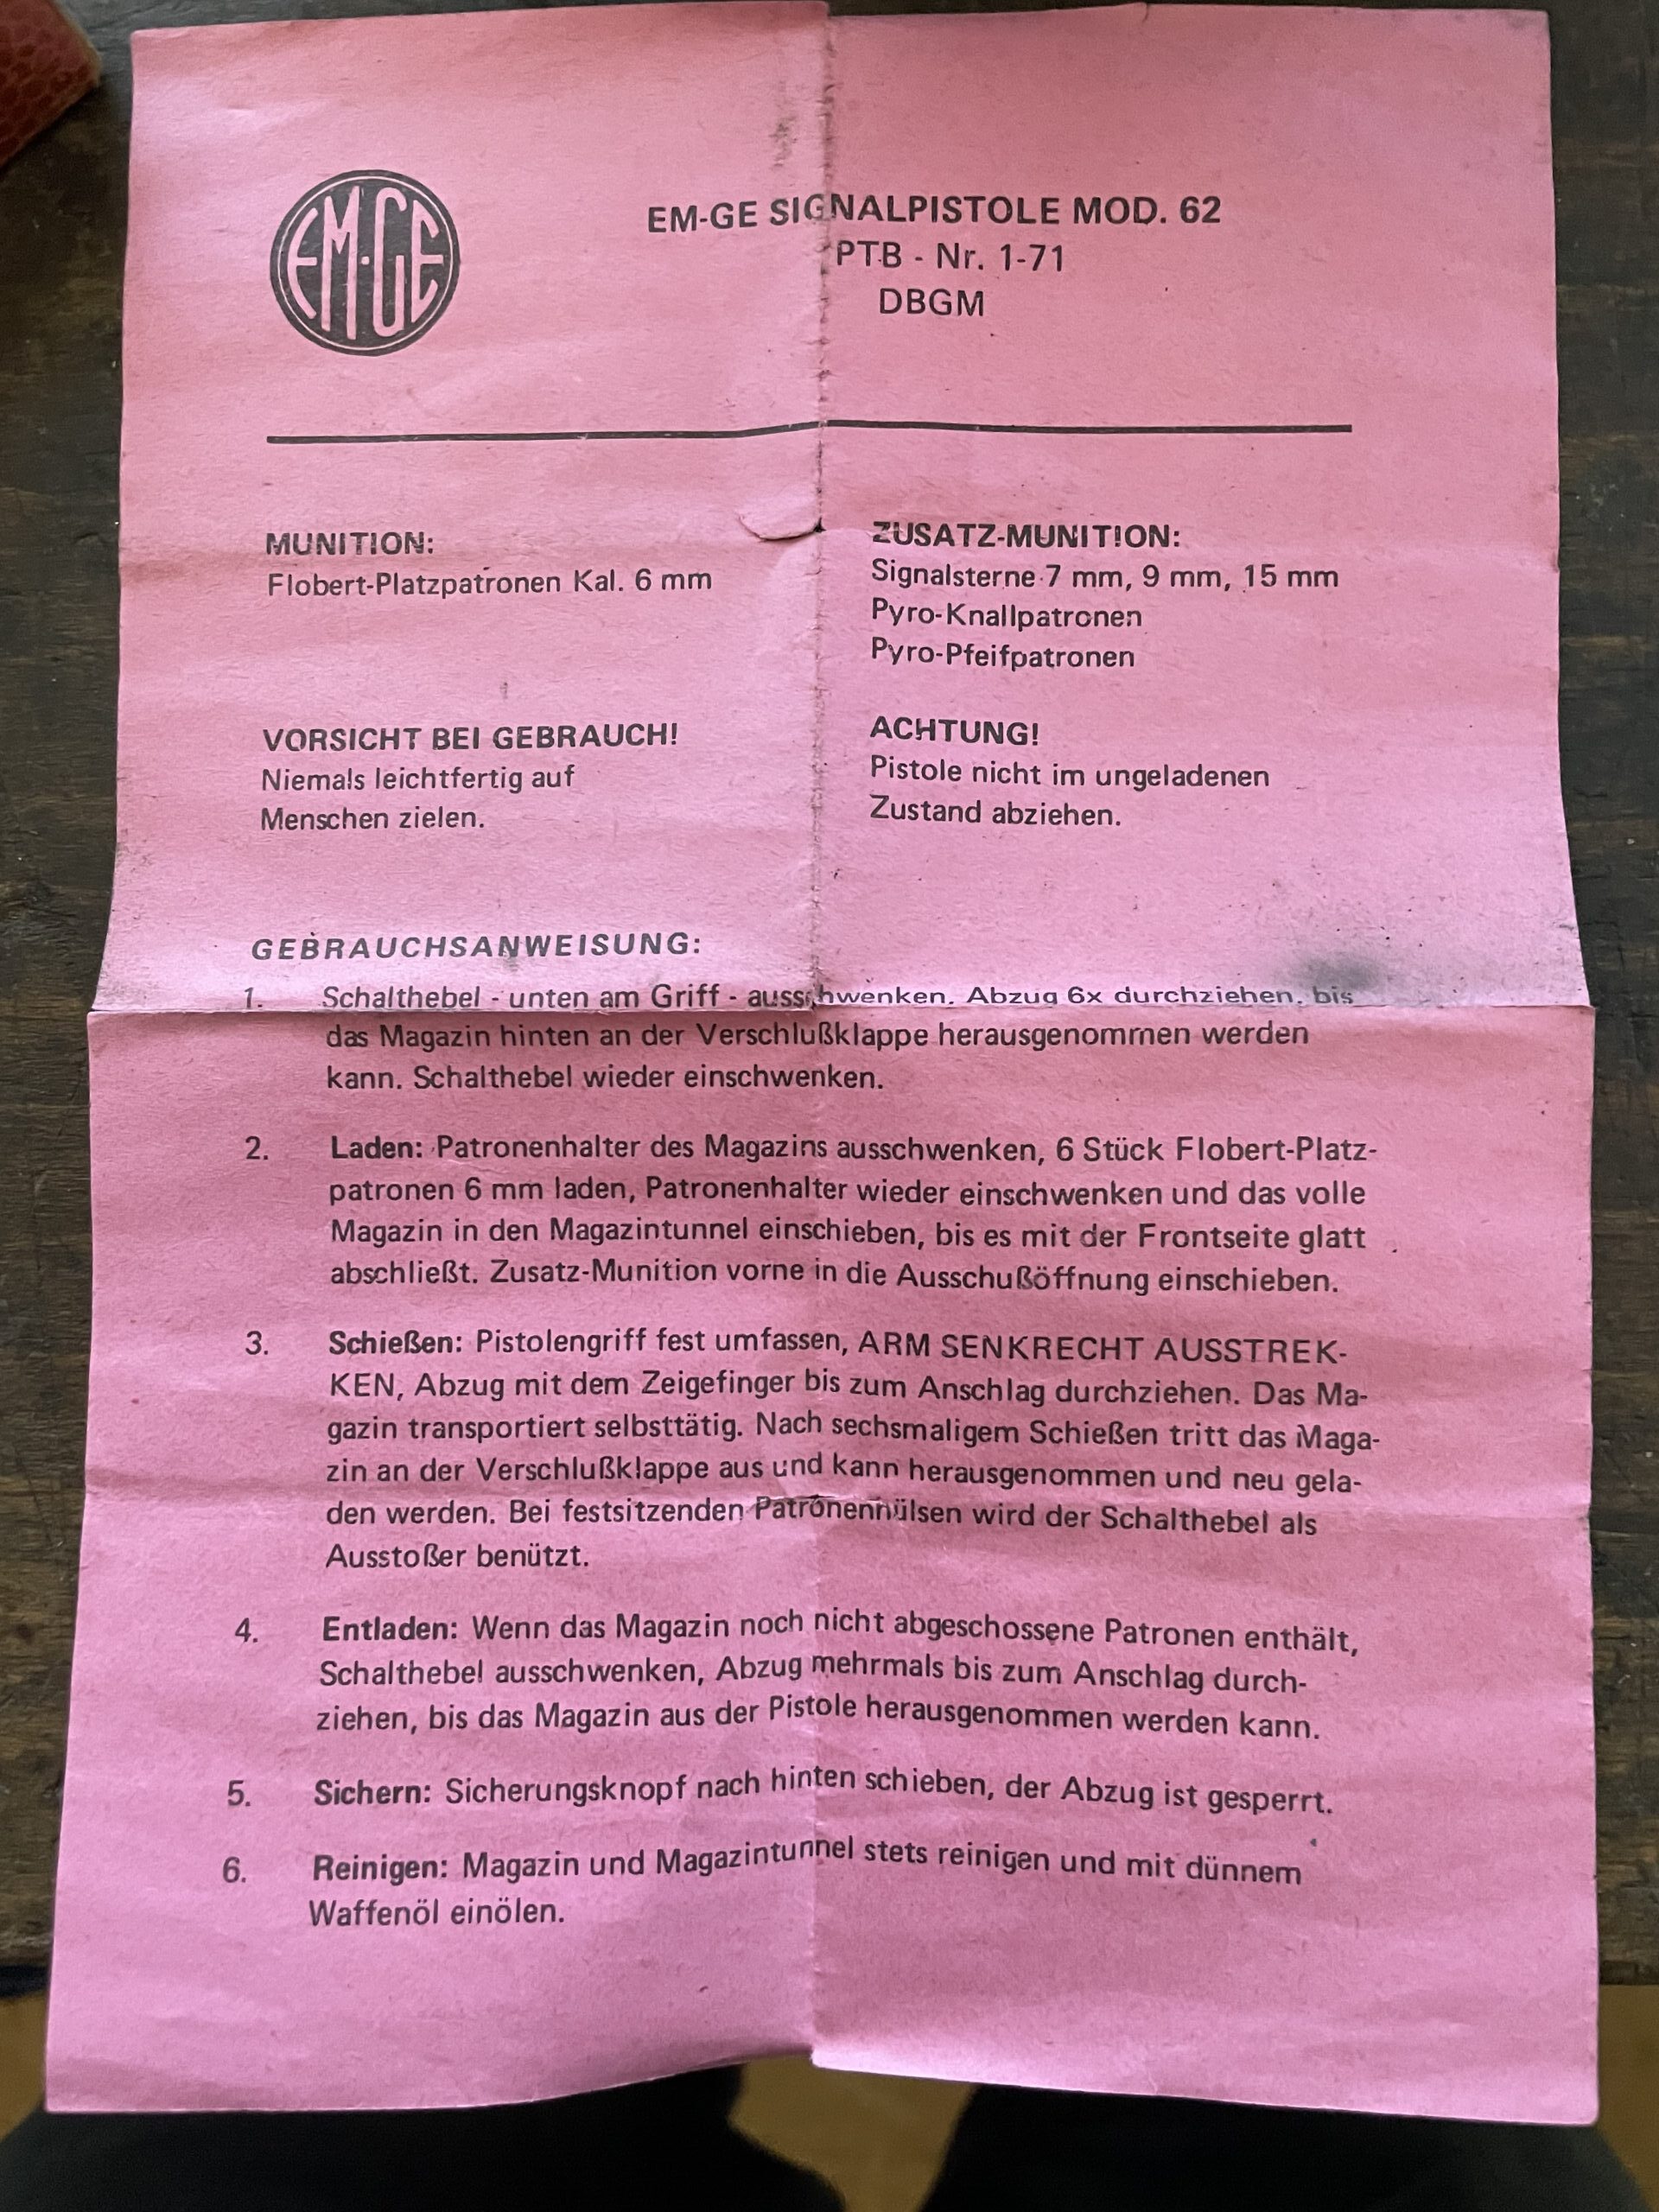 EM-GE
EM-GE SIGNALPISTOLE MOD. 62
PTB - Nr. 1-71
DBGM
MUNITION:
Flobert-Platzpatronen Kal. 6 mm
ZUSATZ-MUNITION:
Signalsterne 7 mm, 9 mm, 15 mm
Pyro-Knallpatronen
Pyro-Pfeifpatronen
VORSICHT BEI GEBRAUCH!
Niemals leichtfertig auf
Menschen zielen.
ACHTUNG!
Pistole nicht im ungeladenen
Zustand abziehen.
GEBRAUCHSANWEISUNG:
1. Schalthebel - unten am Griff - ausschwenken. Abzug 6x durchziehen, bis
das Magazin hinten an der Verschlußklappe herausgenommen werden
kann. Schalthebel wieder einschwenken.
2. Laden: Patronenhalter des Magazins ausschwenken, 6 Stück Flobert-Platz-
patronen 6 mm laden, Patronenhalter wieder einschwenken und das volle
Magazin in den Magazintunnel einschieben, bis es mit der Frontseite glatt
abschließt. Zusatz-Munition vorne in die Ausschußöffnung einschieben.
3. Schießen: Pistolengriff fest umfassen, ARM SENKRECHT AUSSTREK-
KEN, Abzug mit dem Zeigefinger bis zum Anschlag durchziehen. Das Ma-
gazin transportiert selbsttätig. Nach sechsmaligem Schießen tritt das Maga-
zin an der Verschlußklappe aus und kann herausgenommen und neu gela-
den werden. Bei festsitzenden Patronenhülsen wird der Schalthebel als
Ausstoßer benützt.
4. Entladen: Wenn das Magazin noch nicht abgeschossene Patronen enthält,
Schalthebel ausschwenken, Abzug mehrmals bis zum Anschlag durch-
ziehen, bis das Magazin aus der Pistole herausgenommen werden kann.
5. Sichern: Sicherungsknopf nach hinten schieben, der Abzug ist gesperrt.
6. Reinigen: Magazin und Magazintunnel stets reinigen und mit dünnem
Waffenöl einölen.